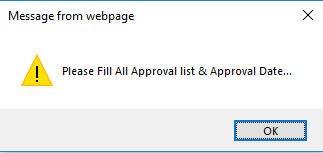 Message from webpage
Please Fill All Approval list & Approval Date...
OK